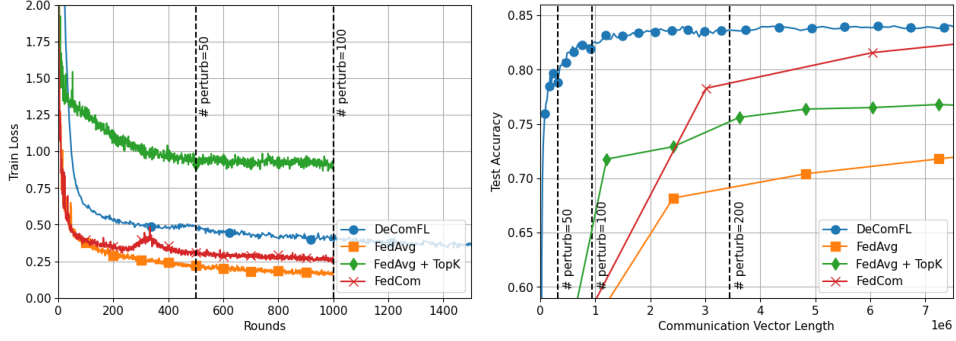 2.00
1.75
1.50
1.25
1.00
0.75
0.50
0.25
0.00
Train Loss
0
200
400
600
800
1000
1200
1400
Rounds
# perturb=50
# perturb=100
DeComFL
FedAvg
FedAvg + TopK
FedCom
0.85
0.80
0.75
0.70
0.65
0.60
Test Accuracy
0
1
2
3
4
5
6
7
1e6
Communication Vector Length
# perturb=50
# perturb=100
# perturb=200
DeComFL
FedAvg
FedAvg + TopK
FedCom